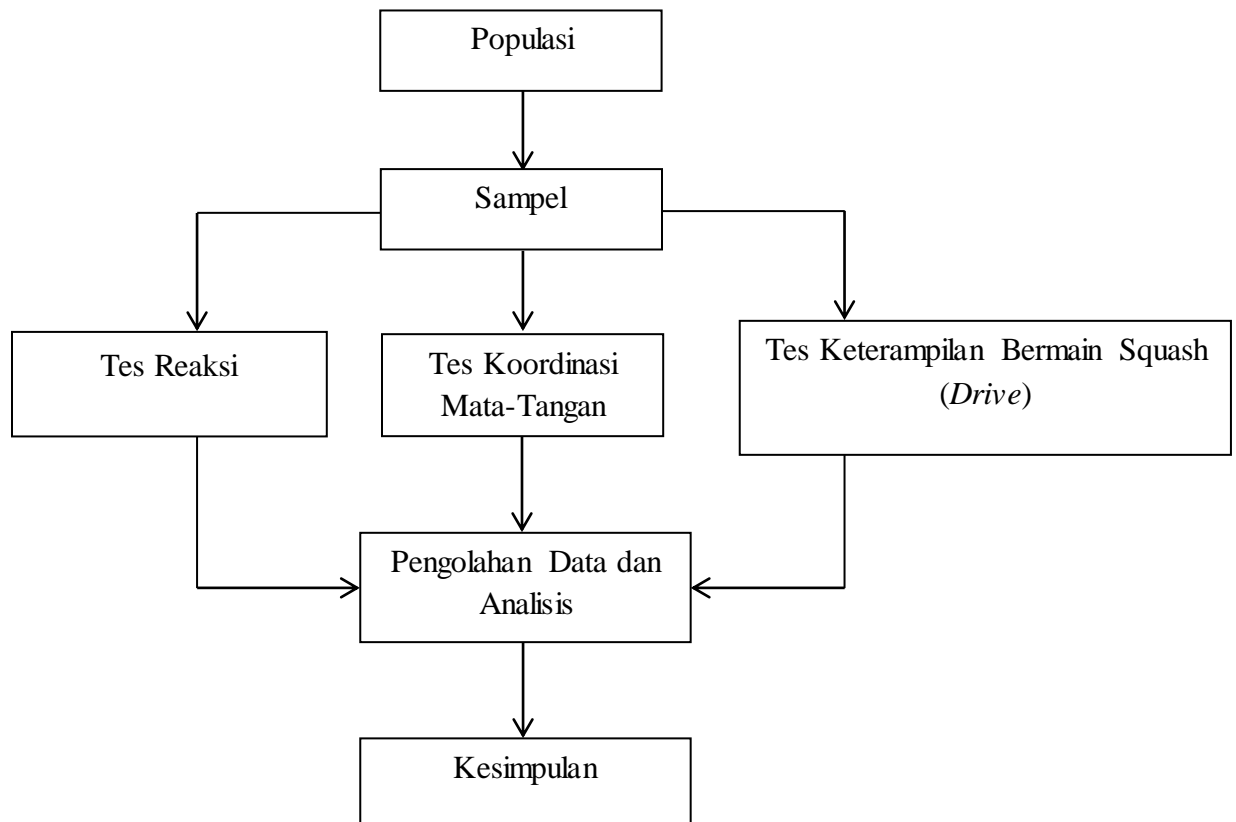 Populasi
Sampel
Tes Reaksi
Tes Koordinasi
Mata-Tangan
Tes Keterampilan Bermain Squash
(Drive)
Pengolahan Data dan
Analisis
Kesimpulan